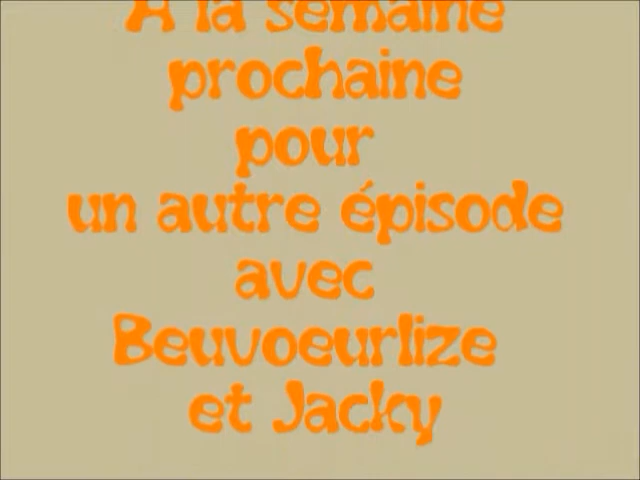 A la semaine
prochaine
pour
un autre épisode
avec
Beuvoeurlize
et Jacky